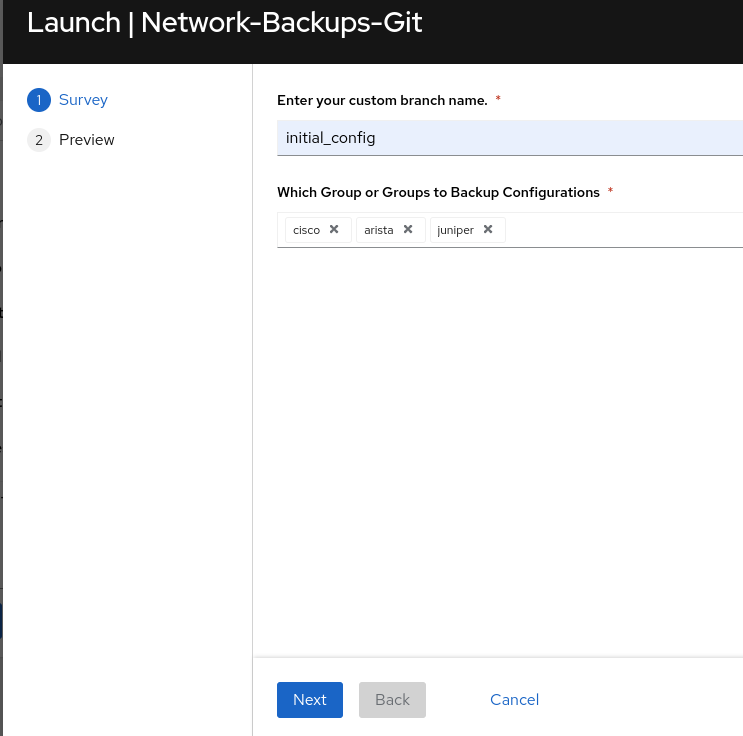 Launch | Network-Backups-Git
1 Survey
2 Preview
Enter your custom branch name. *
initial_config
Which Group or Groups to Backup Configurations *
cisco arista juniper
Next Back Cancel